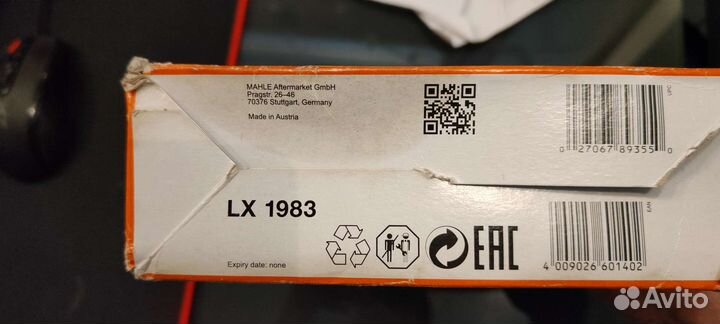 MAHLE Aftermarket GmbH
Pragstr. 26–46
70376 Stuttgart, Germany
Made in Austria
UPC
0 27067 89355 0
LX 1983
EAC
EAN
Expiry date: none
4 009026 601402
Avito